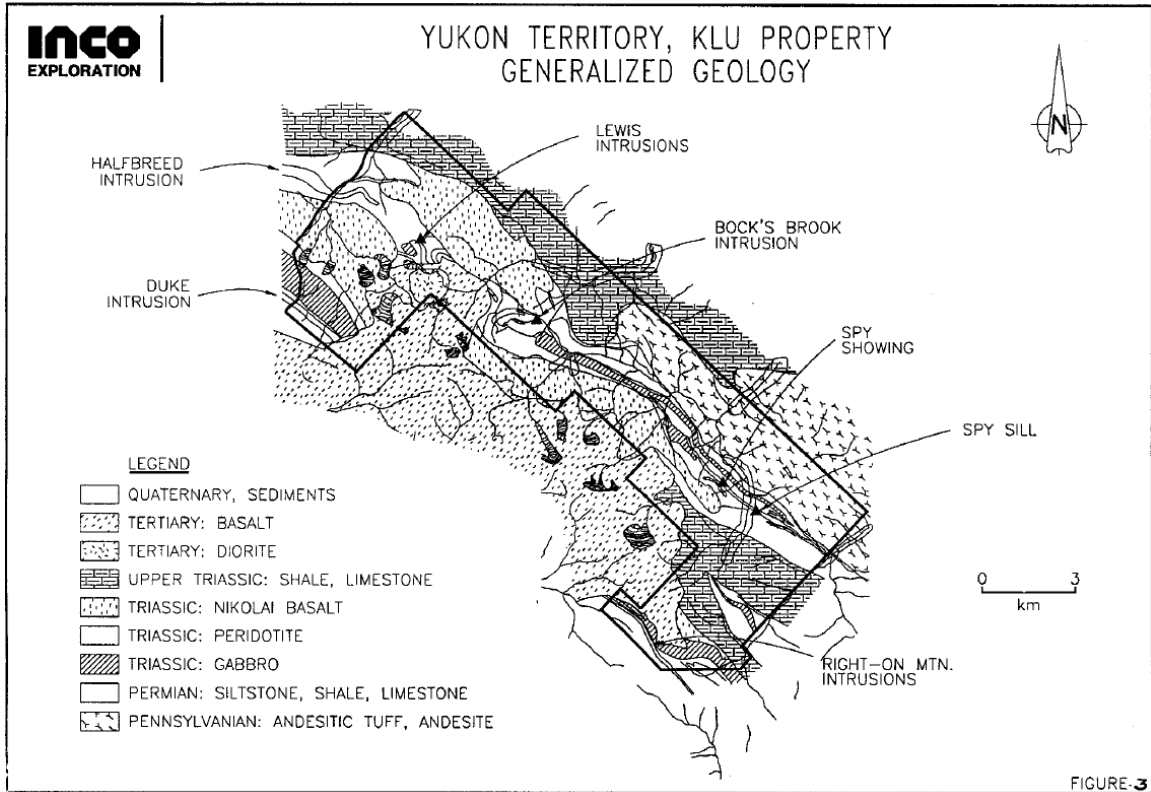 INCO
EXPLORATION
YUKON TERRITORY, KLU PROPERTY
GENERALIZED GEOLOGY
N
LEWIS
INTRUSIONS
HALFBREED
INTRUSION
BOCK'S BROOK
INTRUSION
DUKE
INTRUSION
SPY
SHOWING
SPY SILL
LEGEND
QUATERNARY, SEDIMENTS
TERTIARY: BASALT
TERTIARY: DIORITE
UPPER TRIASSIC: SHALE, LIMESTONE
TRIASSIC: NIKOLAI BASALT
TRIASSIC: PERIDOTITE
TRIASSIC: GABBRO
PERMIAN: SILTSTONE, SHALE, LIMESTONE
PENNSYLVANIAN: ANDESITIC TUFF, ANDESITE
0 3
km
RIGHT-ON MTN.
INTRUSIONS
FIGURE-3